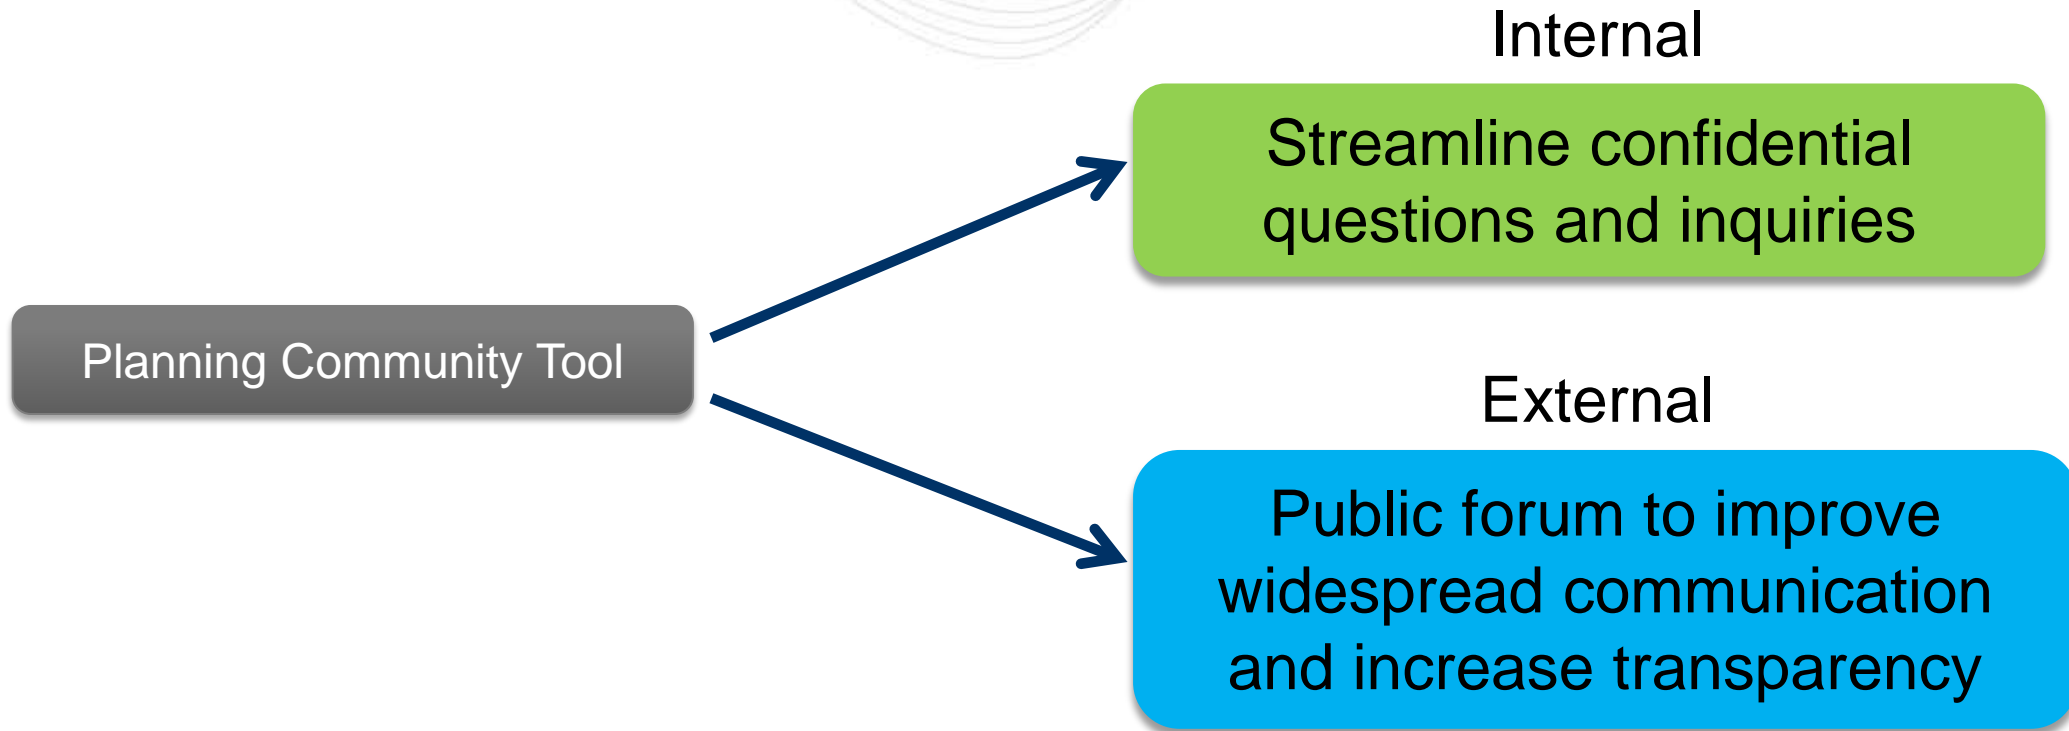 Internal
Streamline confidential
questions and inquiries
Planning Community Tool
External
Public forum to improve
widespread communication
and increase transparency